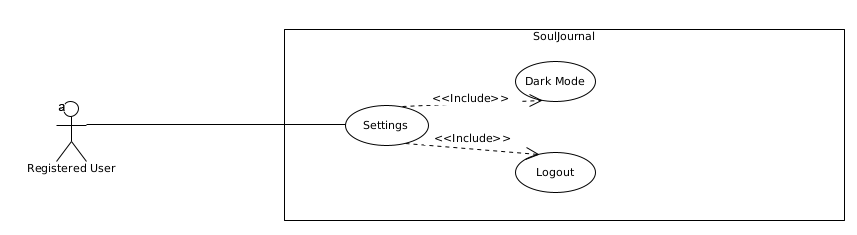 SoulJournal
Dark Mode
<<Include>>
a
Settings
<<Include>>
Registered User
Logout